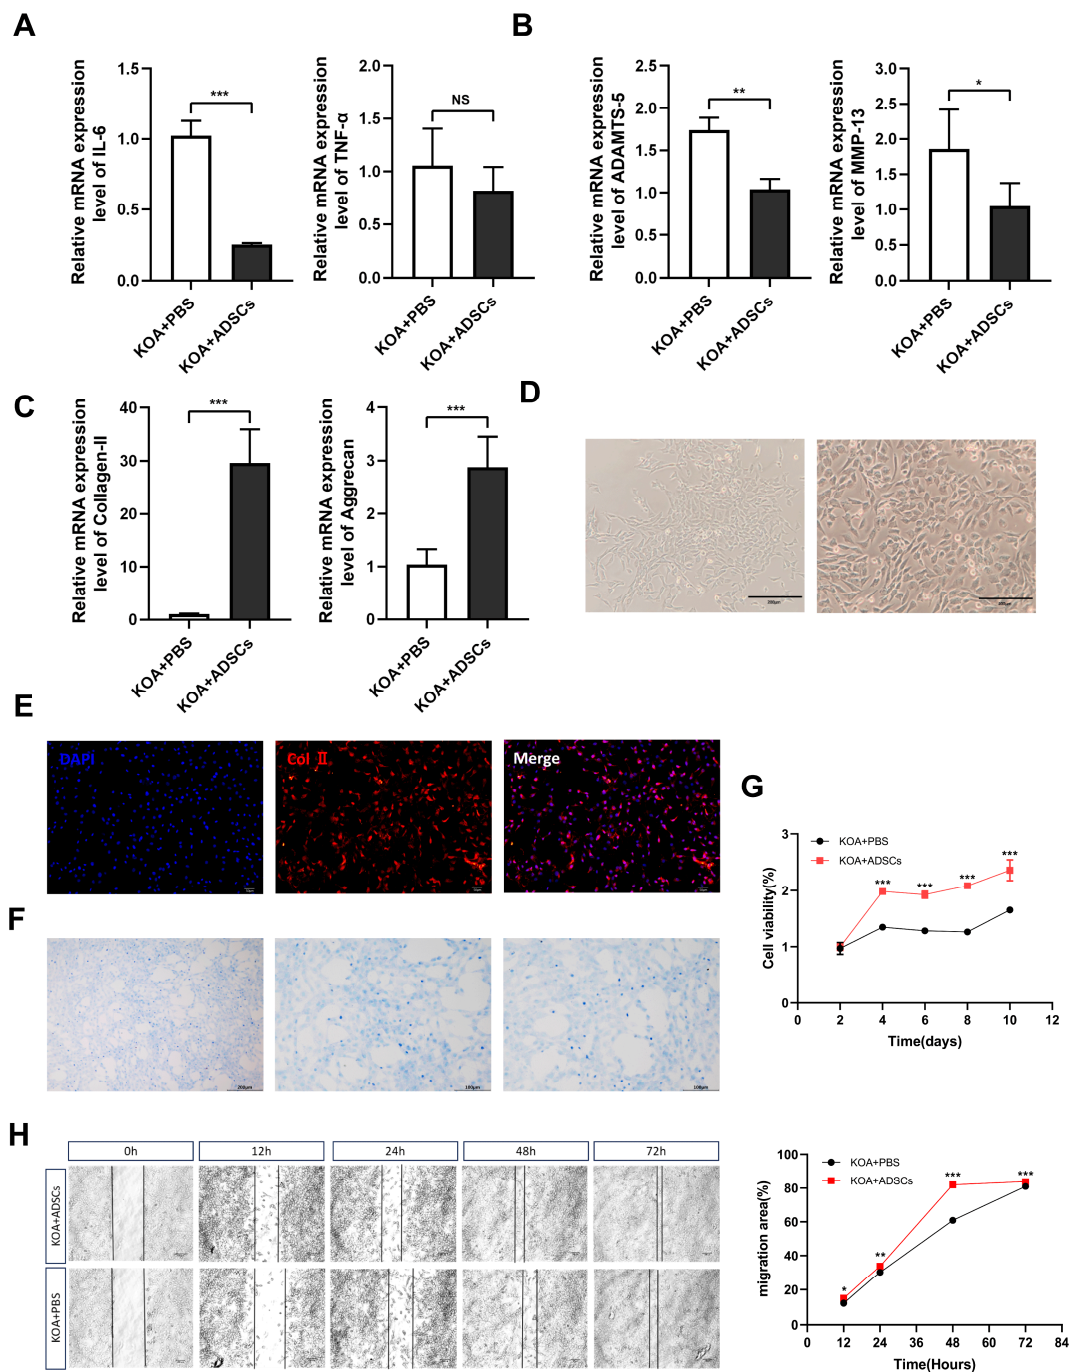 A
B
Relative mRNA expression
level of IL-6
1.5
1.0
0.5
0.0
***
KOA+PBS
KOA+ADSCs
Relative mRNA expression
level of TNF-α
2.0
1.5
1.0
0.5
0.0
NS
KOA+PBS
KOA+ADSCs
Relative mRNA expression
level of ADAMTS-5
2.5
2.0
1.5
1.0
0.5
0.0
**
KOA+PBS
KOA+ADSCs
Relative mRNA expression
level of MMP-13
3.0
2.5
2.0
1.5
1.0
0.5
0.0
*
KOA+PBS
KOA+ADSCs
C
Relative mRNA expression
level of Collagen-II
40
30
20
10
0
***
KOA+PBS
KOA+ADSCs
Relative mRNA expression
level of Aggrecan
4
3
2
1
0
***
KOA+PBS
KOA+ADSCs
D
200μm
200μm
E
DAPI
Col Ⅱ
Merge
F
200μm
100μm
100μm
G
Cell viability(%)
3
2
1
0
KOA+PBS
KOA+ADSCs
***
***
***
***
0
2
4
6
8
10
12
Time(days)
H
0h
12h
24h
48h
72h
KOA+ADSCs
KOA+PBS
migration area(%)
100
80
60
40
20
0
KOA+PBS
KOA+ADSCs
*
**
***
***
0
12
24
36
48
60
72
84
Time(Hours)